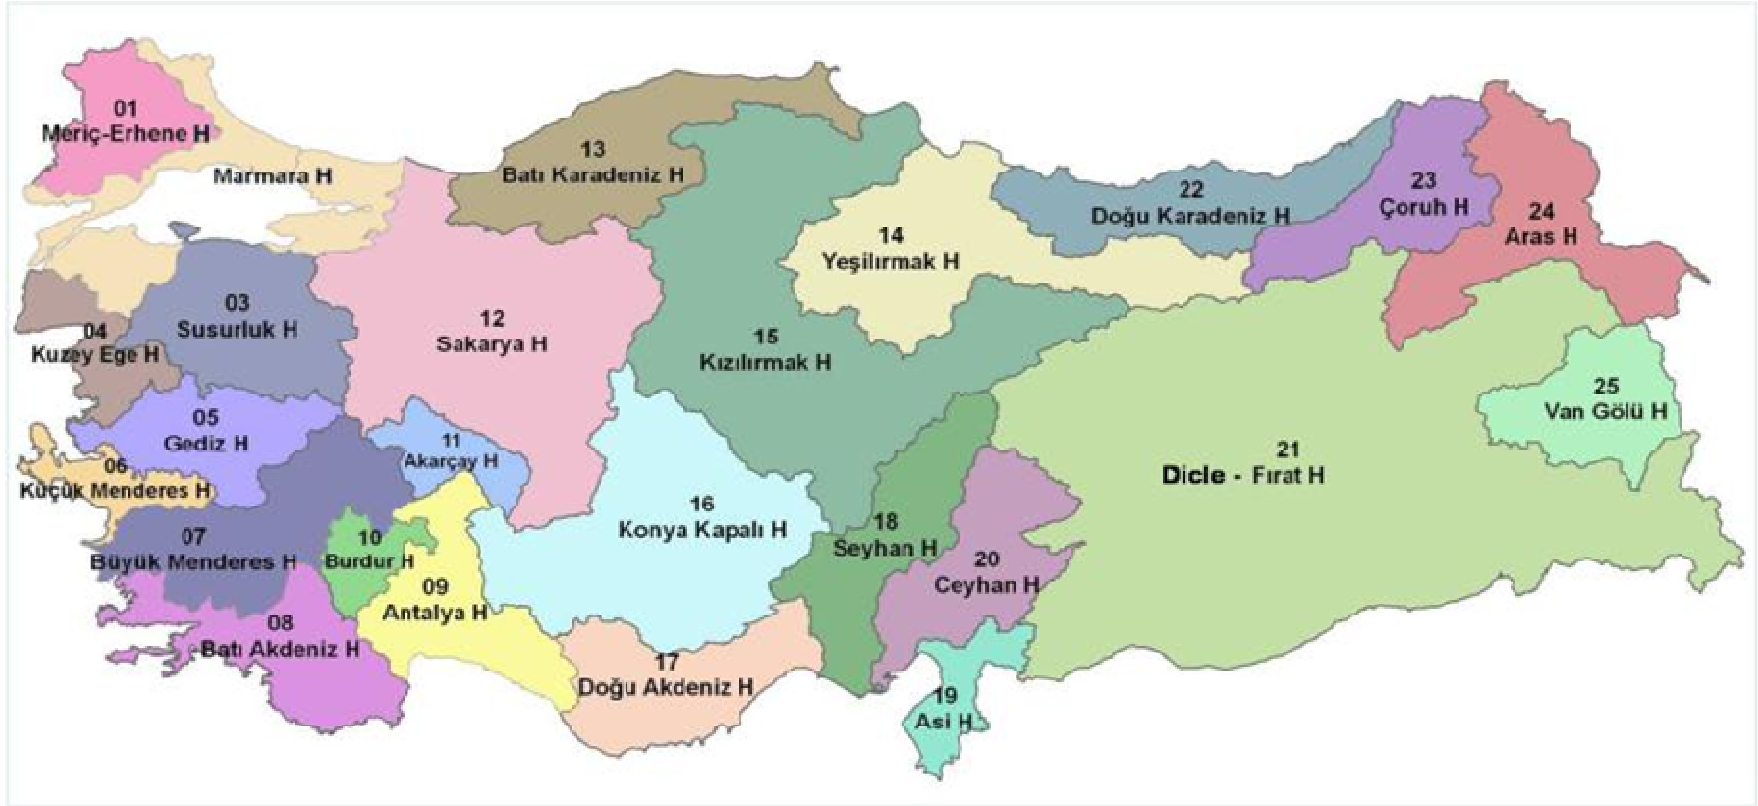 01
Meriç-Erhene H
Marmara H
03
Susurluk H
04
Kuzey Ege H
05
Gediz H
06
Küçük Menderes H
07
Büyük Menderes H
08
Batı Akdeniz H
09
Antalya H
10
Burdur H
11
Akarçay H
12
Sakarya H
13
Batı Karadeniz H
14
Yeşilırmak H
15
Kızılırmak H
16
Konya Kapalı H
17
Doğu Akdeniz H
18
Seyhan H
19
Asi H
20
Ceyhan H
21
Dicle - Fırat H
22
Doğu Karadeniz H
23
Çoruh H
24
Aras H
25
Van Gölü H